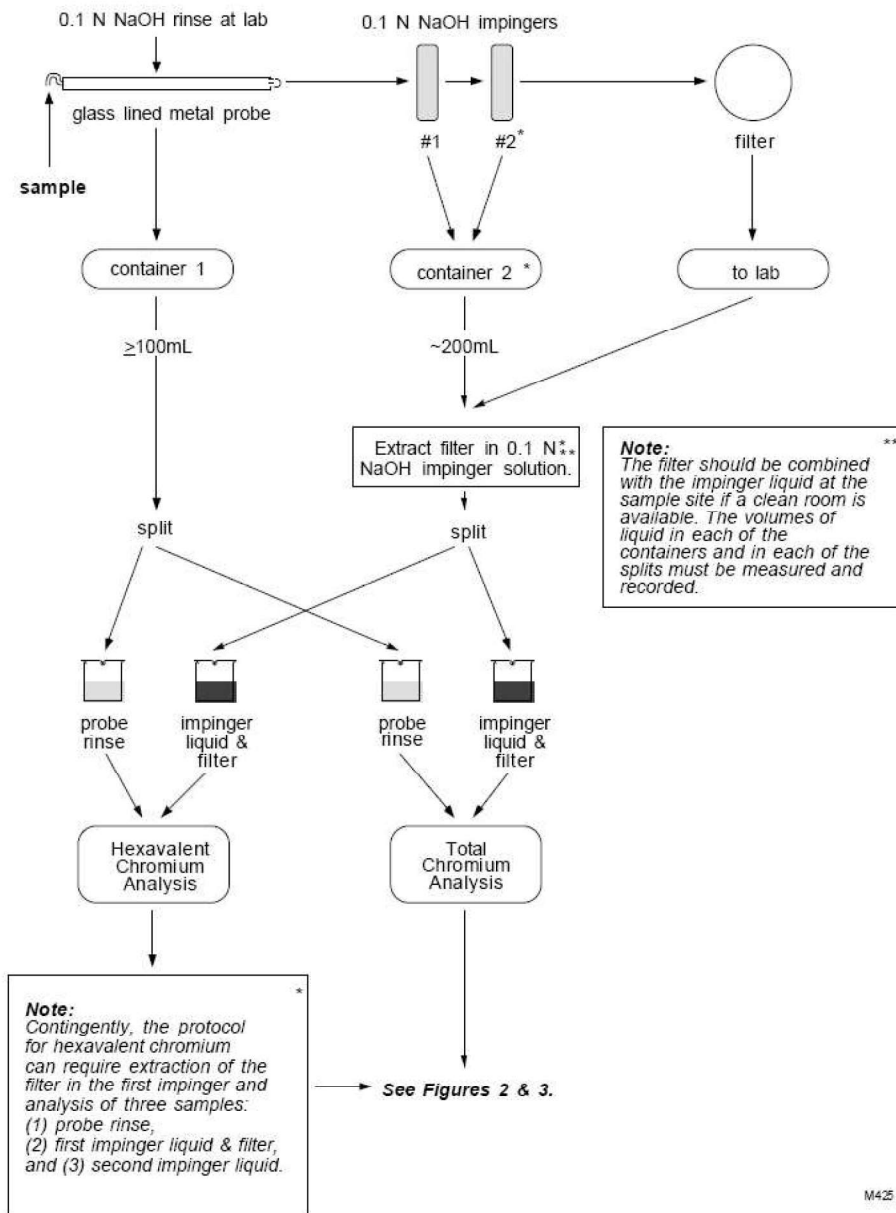 0.1 N NaOH rinse at lab
0.1 N NaOH impingers
glass lined metal probe
#1
#2*
filter
sample
container 1
container 2 *
to lab
≥100mL
~200mL
Extract filter in 0.1 N***
NaOH impinger solution.
**
Note:
The filter should be combined
with the impinger liquid at the
sample site if a clean room is
available. The volumes of
liquid in each of the
containers and in each of the
splits must be measured and
recorded.
split
split
probe
rinse
impinger
liquid &
filter
probe
rinse
impinger
liquid &
filter
Hexavalent
Chromium
Analysis
Total
Chromium
Analysis
*
Note:
Contingently, the protocol
for hexavalent chromium
can require extraction of the
filter in the first impinger and
analysis of three samples:
(1) probe rinse,
(2) first impinger liquid & filter,
and (3) second impinger liquid.
See Figures 2 & 3.
M425